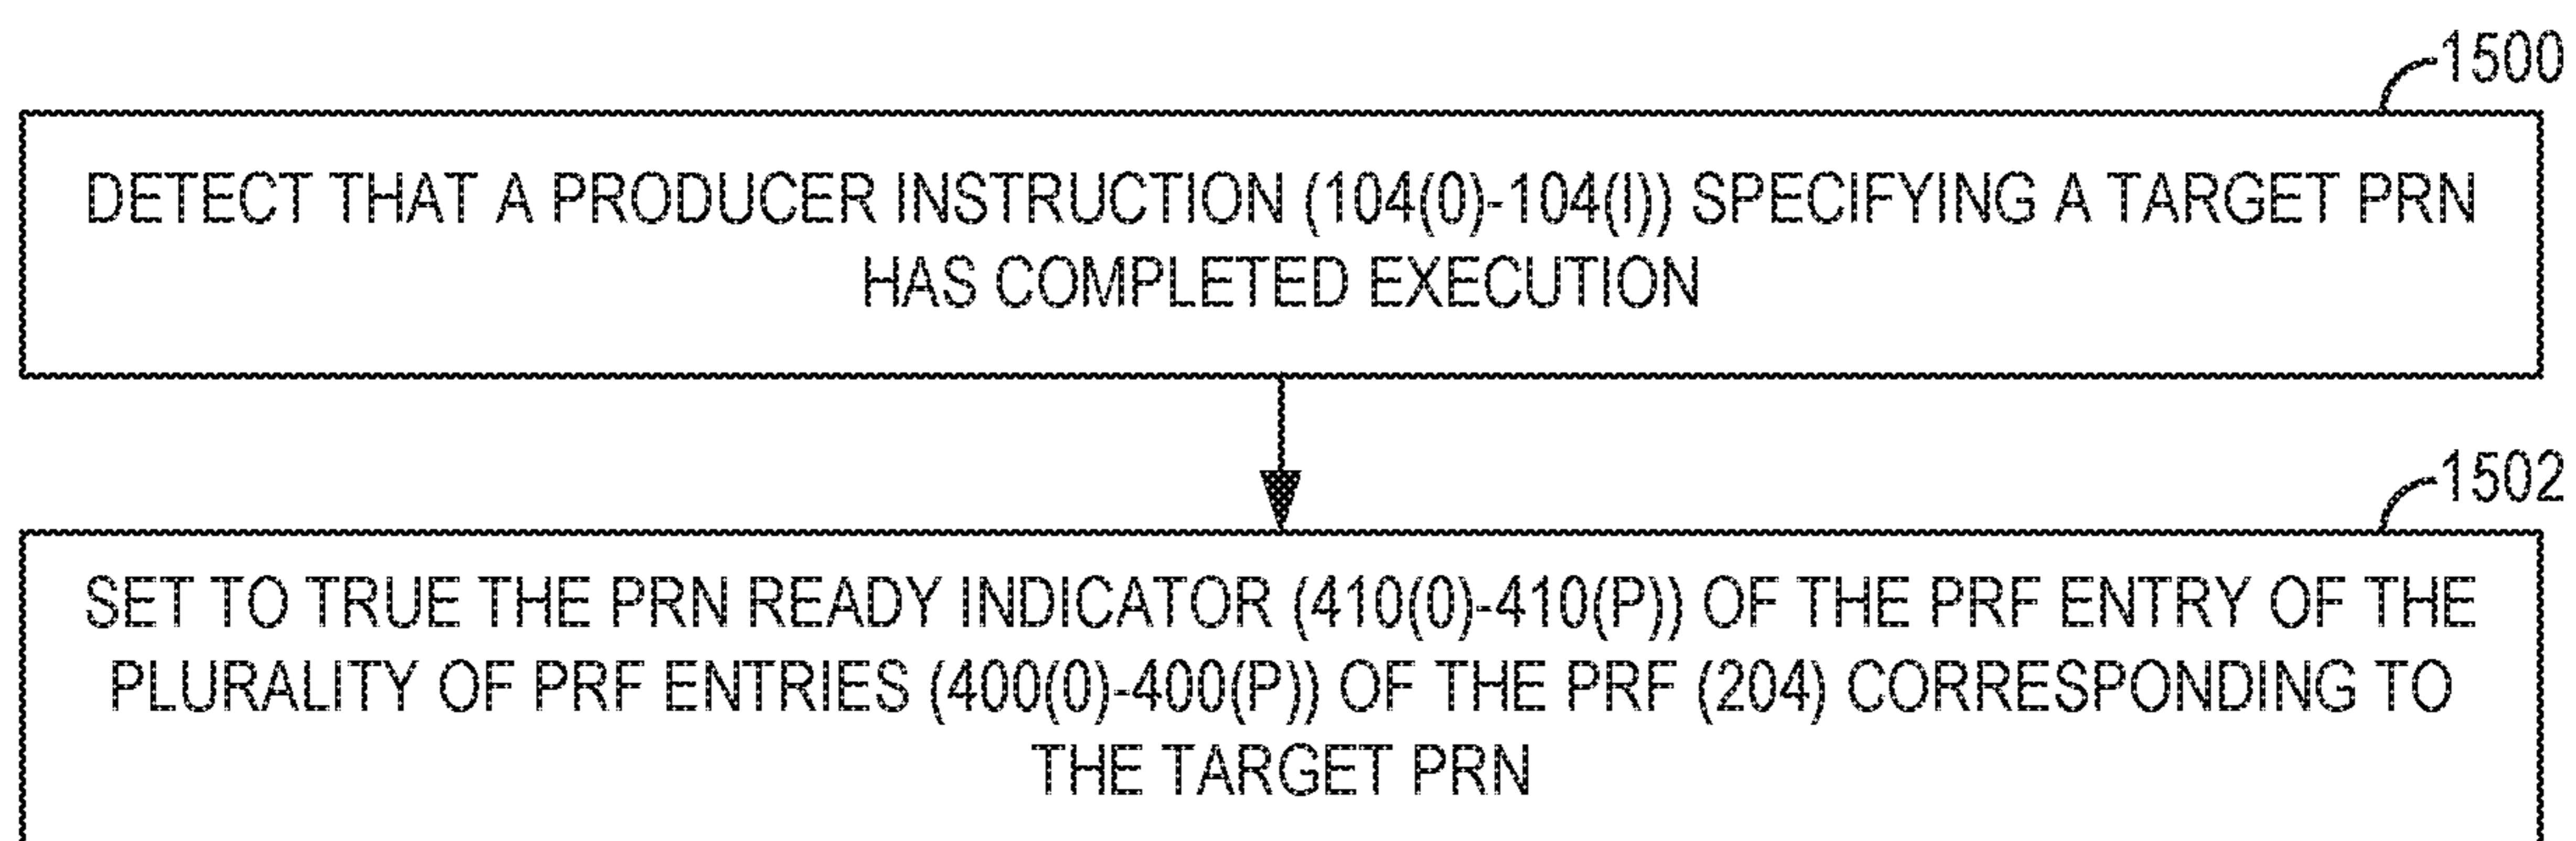 1500
DETECT THAT A PRODUCER INSTRUCTION (104(0)-104(I)) SPECIFYING A TARGET PRN
HAS COMPLETED EXECUTION
1502
SET TO TRUE THE PRN READY INDICATOR (410(0)-410(P)) OF THE PRF ENTRY OF THE
PLURALITY OF PRF ENTRIES (400(0)-400(P)) OF THE PRF (204) CORRESPONDING TO
THE TARGET PRN